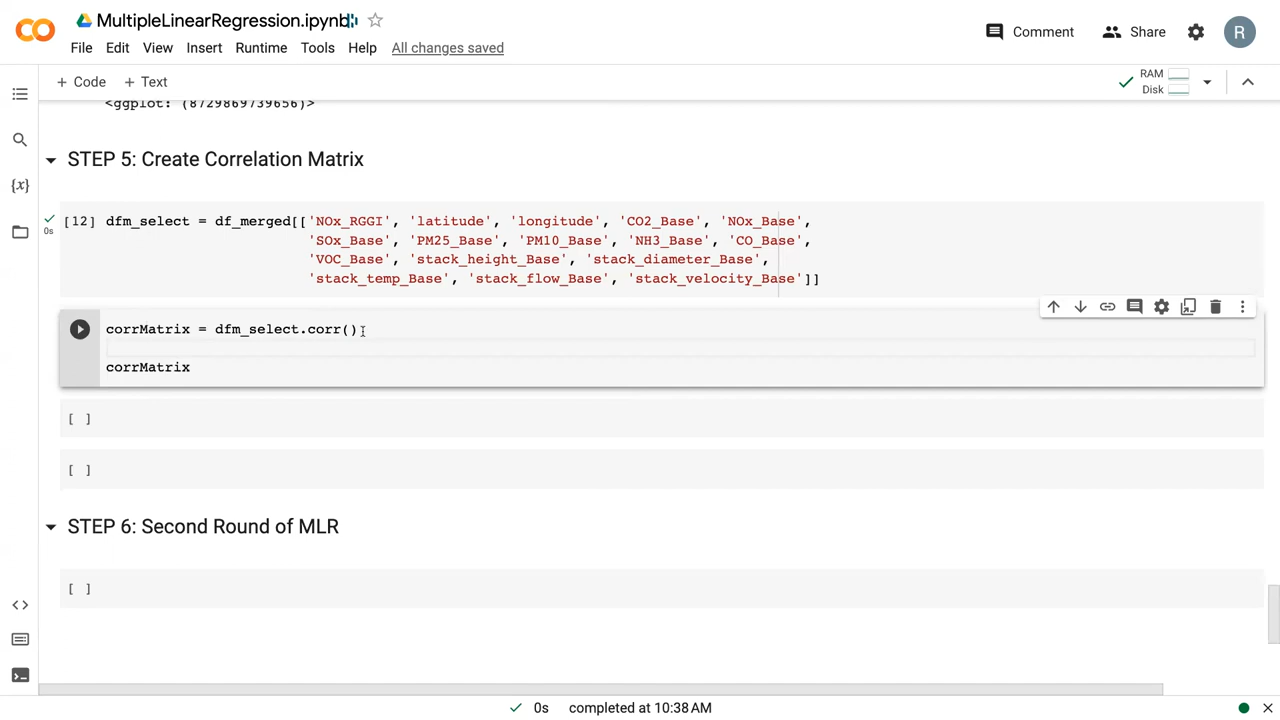 MultipleLinearRegression.ipynb
File Edit View Insert Runtime Tools Help All changes saved
Comment Share R
+ Code + Text
RAM
Disk
<ggplot: (8729869739656)>
STEP 5: Create Correlation Matrix
[12] dfm_select = df_merged[['NOx_RGGI', 'latitude', 'longitude', 'CO2_Base', 'NOx_Base',
0s
'SOx_Base', 'PM25_Base', 'PM10_Base', 'NH3_Base', 'CO_Base',
'VOC_Base', 'stack_height_Base', 'stack_diameter_Base',
'stack_temp_Base', 'stack_flow_Base', 'stack_velocity_Base']]
corrMatrix = dfm_select.corr()
corrMatrix
[ ]
[ ]
STEP 6: Second Round of MLR
[ ]
0s completed at 10:38 AM